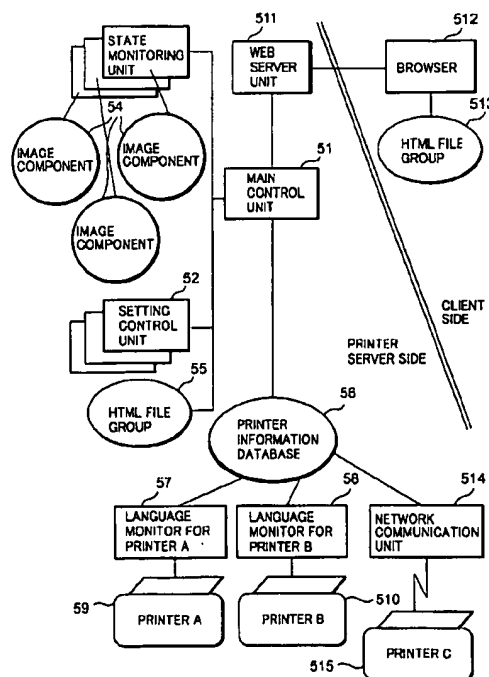 511
512
STATE
MONITORING
UNIT
WEB
SERVER
UNIT
BROWSER
513
54
IMAGE
COMPONENT
IMAGE
COMPONENT
IMAGE
COMPONENT
51
MAIN
CONTROL
UNIT
HTML FILE
GROUP
52
SETTING
CONTROL
UNIT
55
HTML FILE
GROUP
CLIENT
SIDE
PRINTER
SERVER SIDE
56
PRINTER
INFORMATION
DATABASE
57
58
514
LANGUAGE
MONITOR FOR
PRINTER A
LANGUAGE
MONITOR FOR
PRINTER B
NETWORK
COMMUNICATION
UNIT
59
PRINTER A
PRINTER B
510
PRINTER C
515